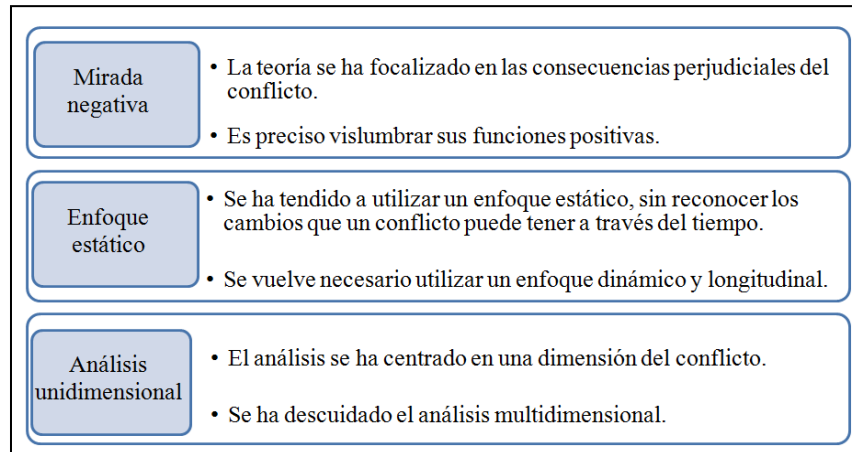 Mirada
negativa
• La teoría se ha focalizado en las consecuencias perjudiciales del
conflicto.
• Es preciso vislumbrar sus funciones positivas.
Enfoque
estático
• Se ha tendido a utilizar un enfoque estático, sin reconocer los
cambios que un conflicto puede tener a través del tiempo.
• Se vuelve necesario utilizar un enfoque dinámico y longitudinal.
Análisis
unidimensional
• El análisis se ha centrado en una dimensión del conflicto.
• Se ha descuidado el análisis multidimensional.